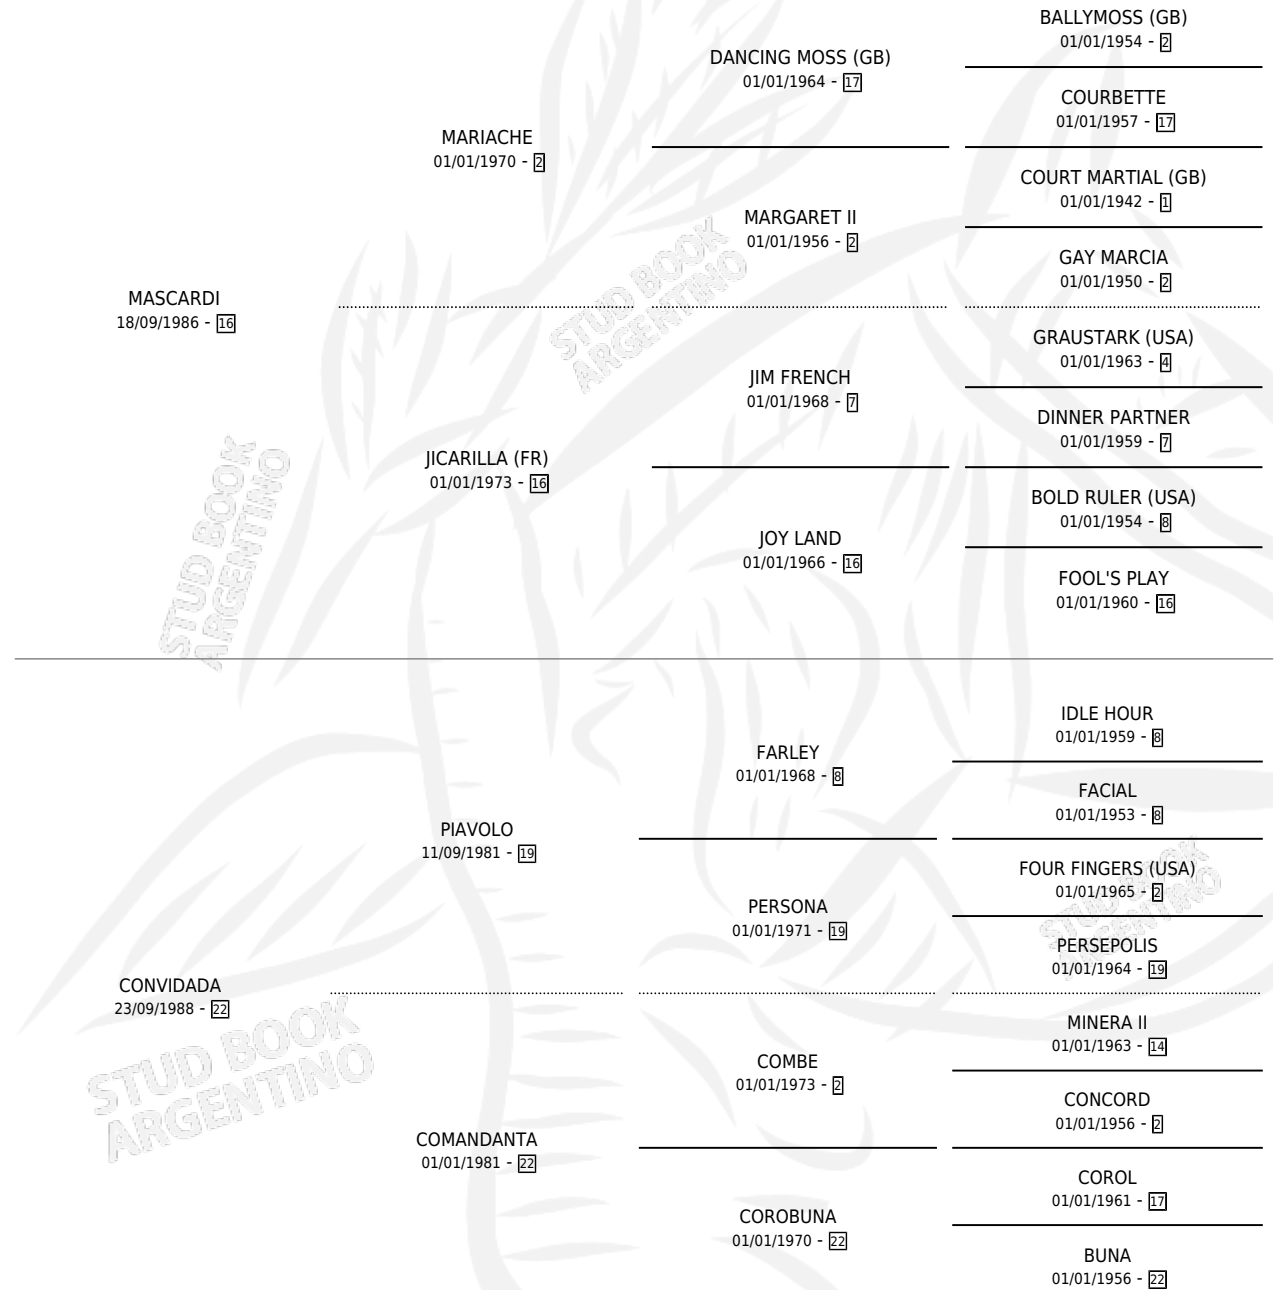 BALLYMOSS (GB)
01/01/1954 - 2
DANCING MOSS (GB)
01/01/1964 - 17
COURBETTE
01/01/1957 - 17
MARIACHE
01/01/1970 - 2
COURT MARTIAL (GB)
01/01/1942 - 1
MARGARET II
01/01/1956 - 2
GAY MARCIA
01/01/1950 - 2
MASCARDI
18/09/1986 - 16
GRAUSTARK (USA)
01/01/1963 - 4
JIM FRENCH
01/01/1968 - 7
DINNER PARTNER
01/01/1959 - 7
JICARILLA (FR)
01/01/1973 - 16
BOLD RULER (USA)
01/01/1954 - 8
JOY LAND
01/01/1966 - 16
FOOL'S PLAY
01/01/1960 - 16
IDLE HOUR
01/01/1959 - 8
FARLEY
01/01/1968 - 8
FACIAL
01/01/1953 - 8
PIAVOLO
11/09/1981 - 19
FOUR FINGERS (USA)
01/01/1965 - 2
PERSONA
01/01/1971 - 19
PERSEPOLIS
01/01/1964 - 19
CONVIDADA
23/09/1988 - 22
MINERA II
01/01/1963 - 14
COMBE
01/01/1973 - 2
CONCORD
01/01/1956 - 2
COMANDANTA
01/01/1981 - 22
COROL
01/01/1961 - 17
COROBUNA
01/01/1970 - 22
BUNA
01/01/1956 - 22
STUD BOOK
ARGENTINO
STUD BOOK
ARGENTINO
STUD BOOK
ARGENTINO
STUD BOOK
ARGENTINO